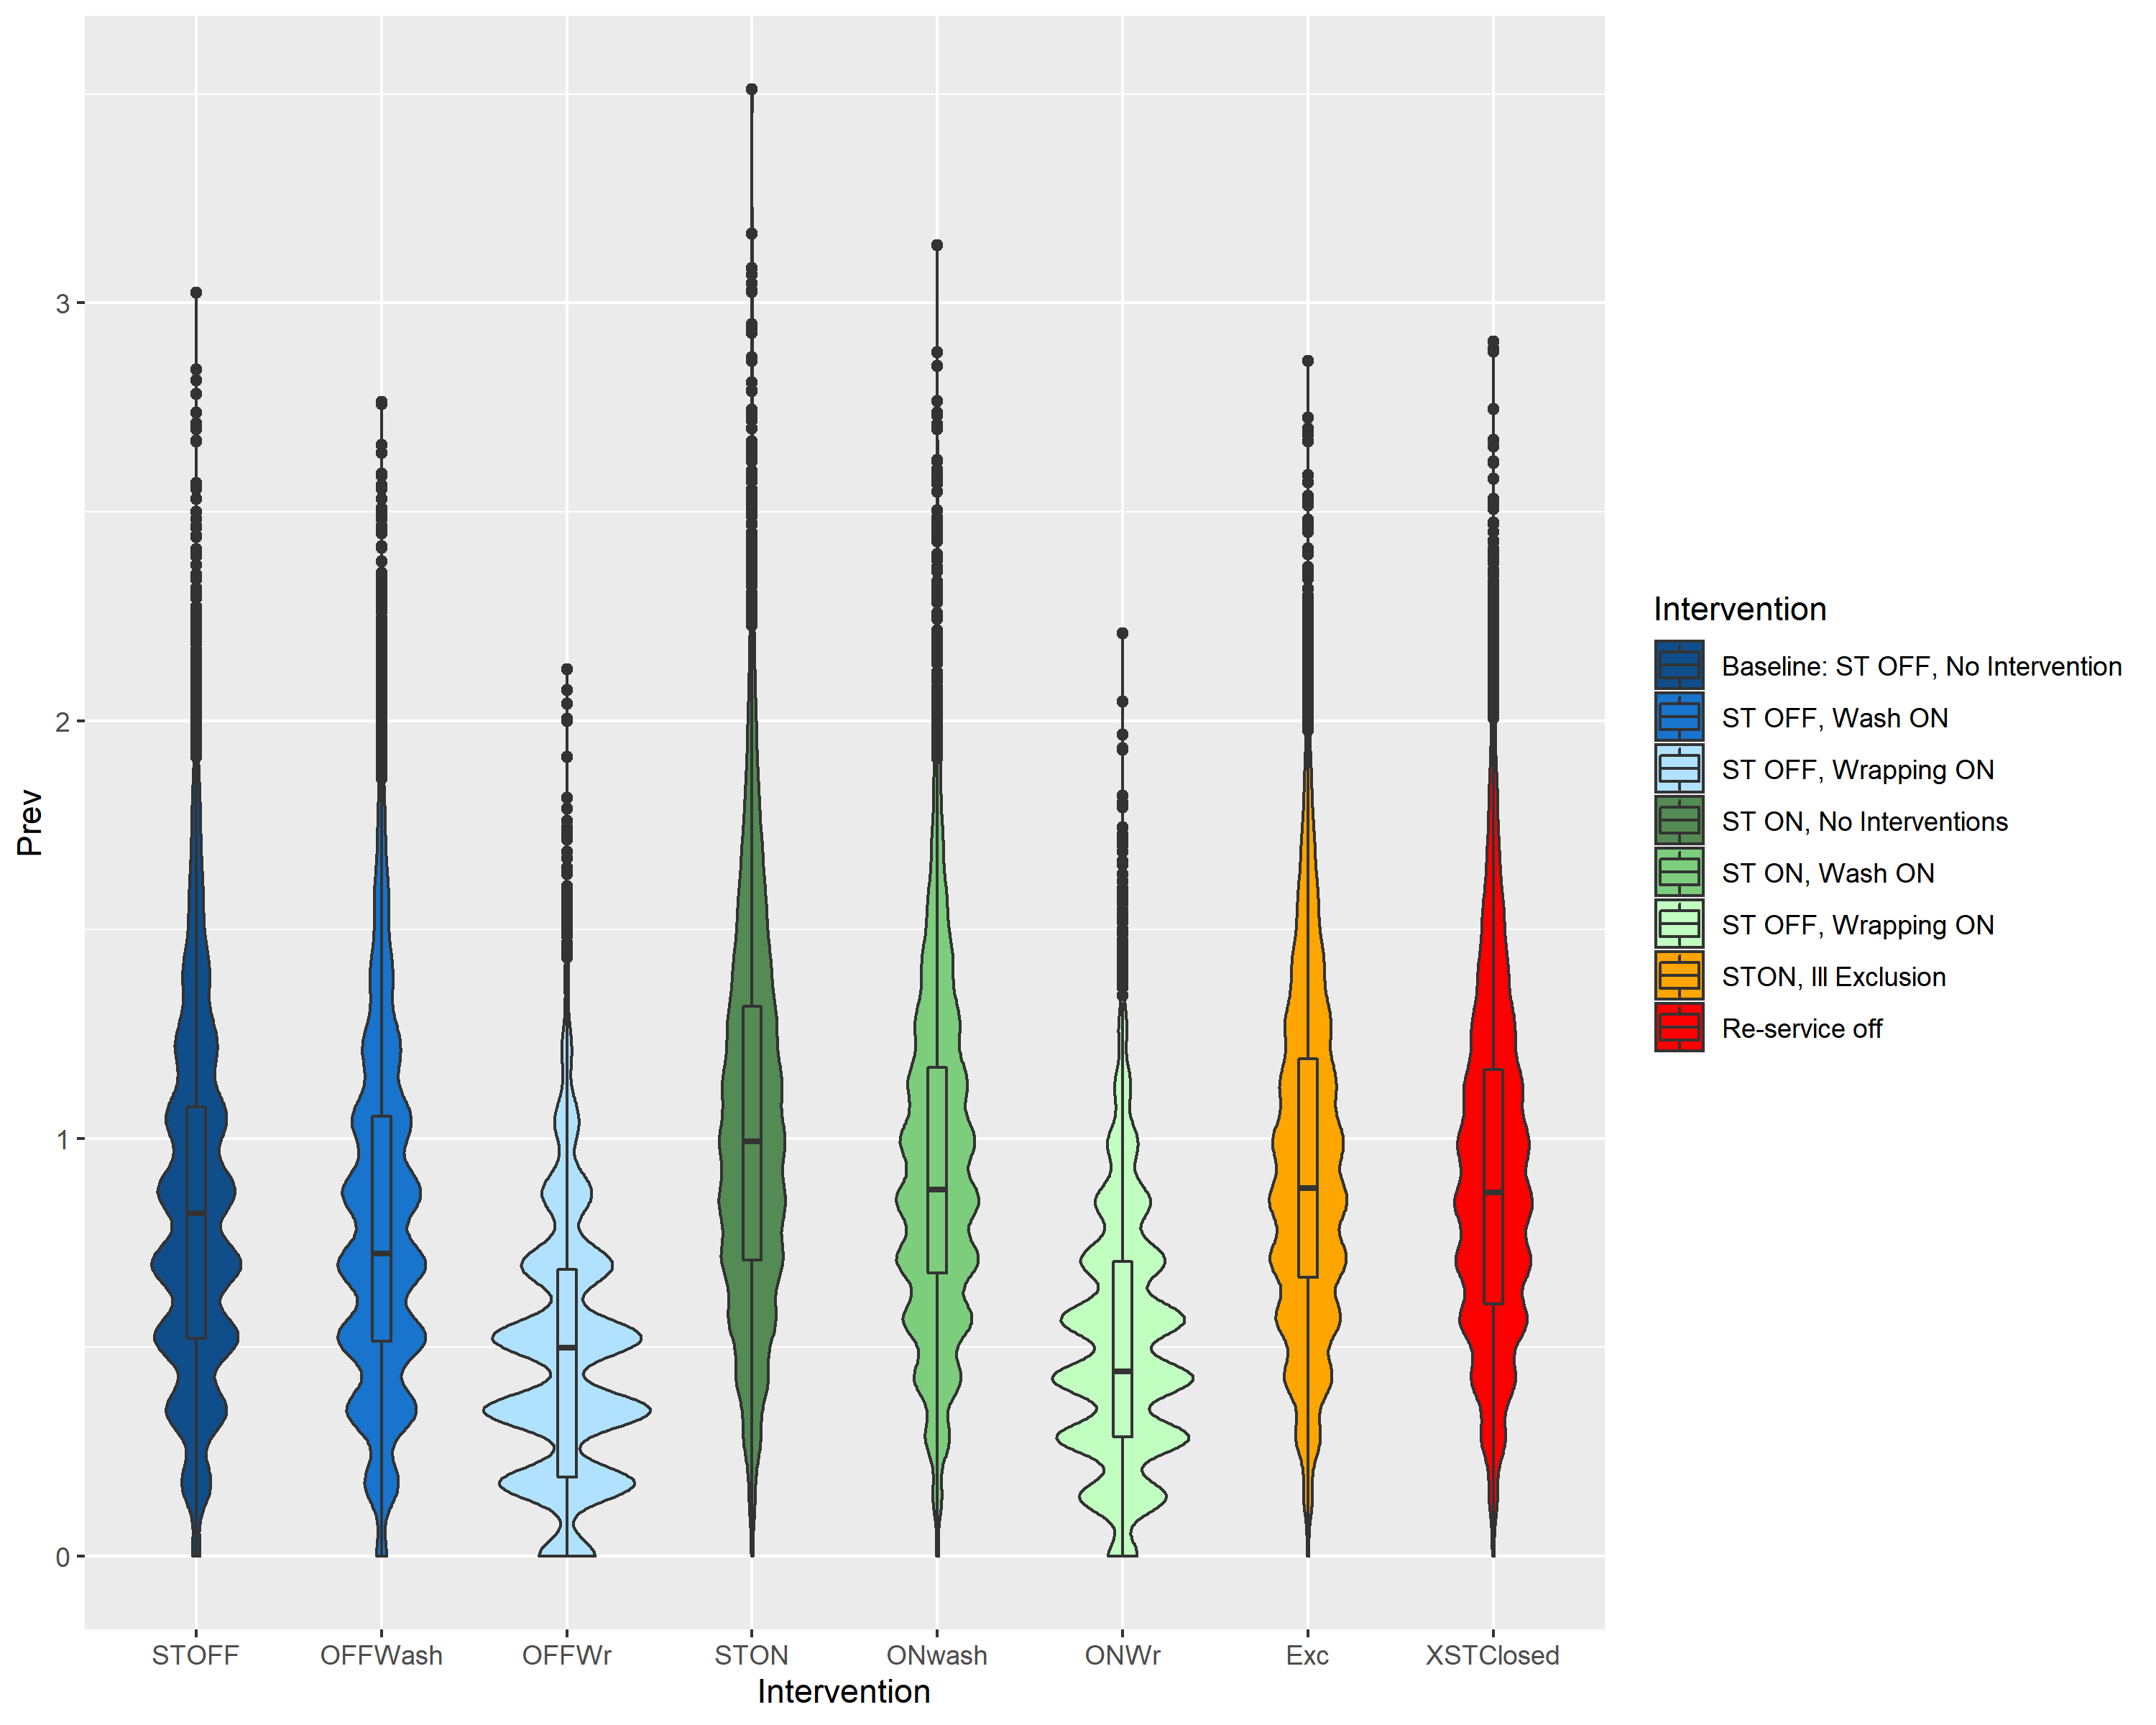 Prev
3
2
1
0
STOFF OFFWash OFFWr STON ONwash ONWr Exc XSTClosed
Intervention
Intervention
Baseline: ST OFF, No Intervention
ST OFF, Wash ON
ST OFF, Wrapping ON
ST ON, No Interventions
ST ON, Wash ON
ST OFF, Wrapping ON
STON, Ill Exclusion
Re-service off